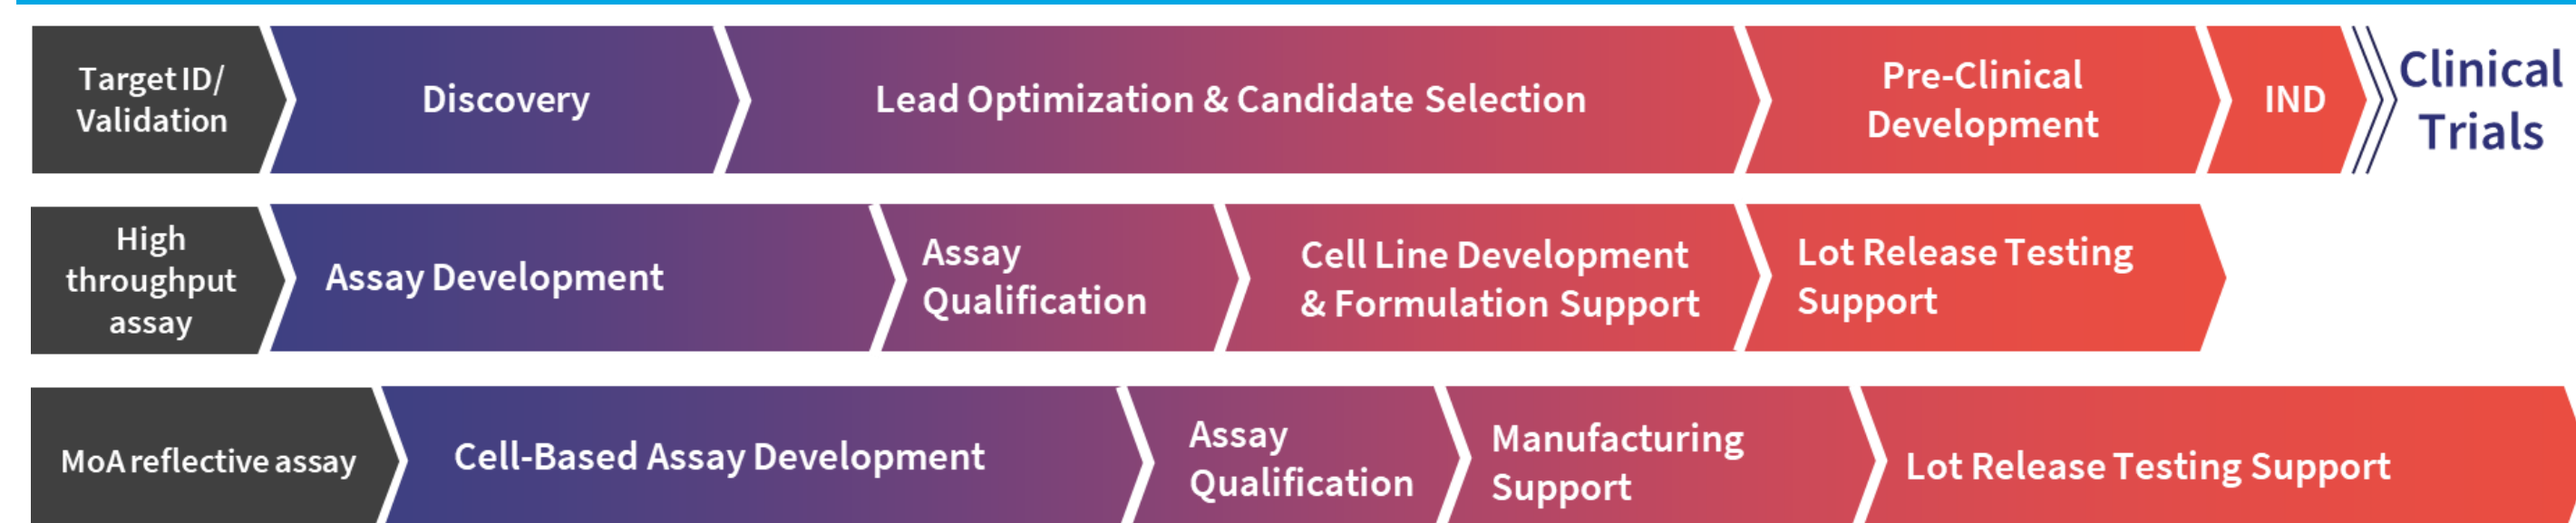 Target ID/
Validation
Discovery
Lead Optimization & Candidate Selection
Pre-Clinical
Development
IND
Clinical
Trials
High
throughput
assay
Assay Development
Assay
Qualification
Cell Line Development
& Formulation Support
Lot Release Testing
Support
MoA reflective assay
Cell-Based Assay Development
Assay
Qualification
Manufacturing
Support
Lot Release Testing Support